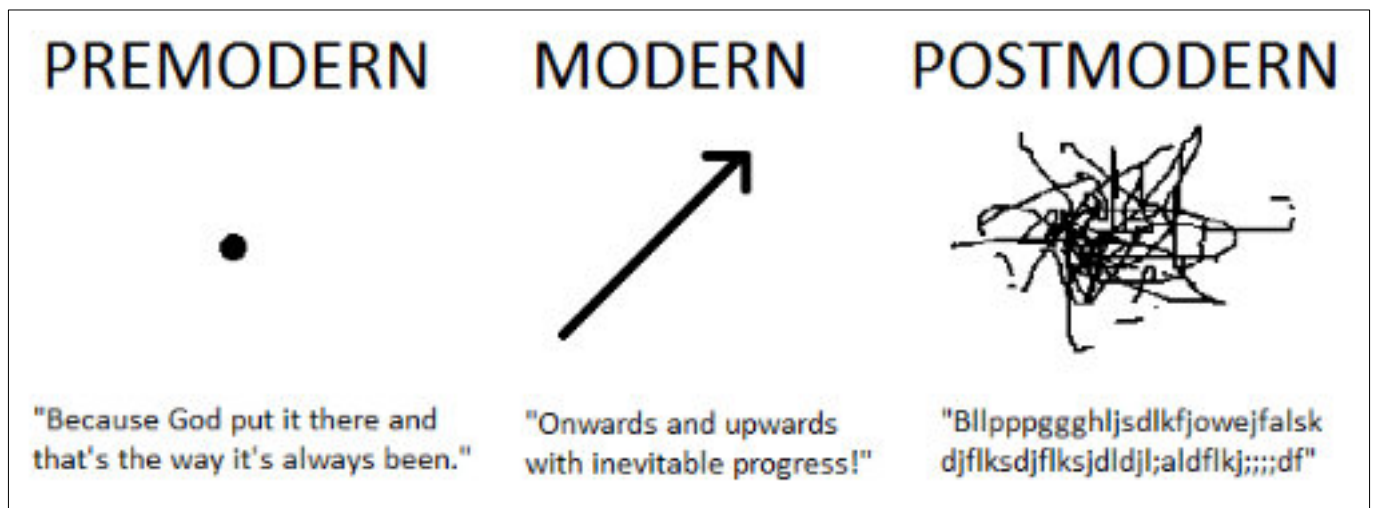 PREMODERN
MODERN
POSTMODERN
"Because God put it there and
that's the way it's always been."
"Onwards and upwards
with inevitable progress!"
"Bllpppggghljsdlkfjowejfalsk
djflksdjflksjdldjl;aldflkj;;;;df"